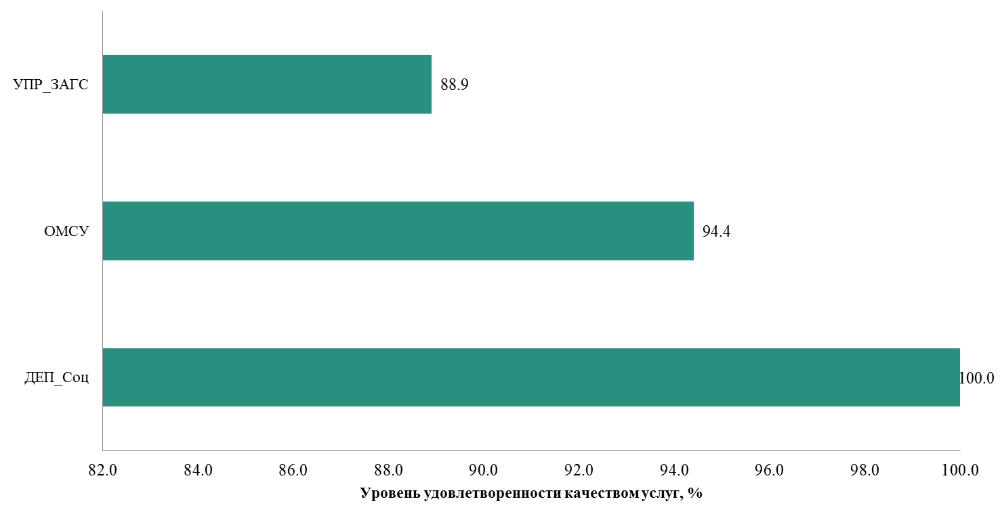 УПР_ЗАГС
88.9
ОМСУ
94.4
ДЕП_Соц
100.0
82.0 84.0 86.0 88.0 90.0 92.0 94.0 96.0 98.0 100.0
Уровень удовлетворенности качеством услуг, %